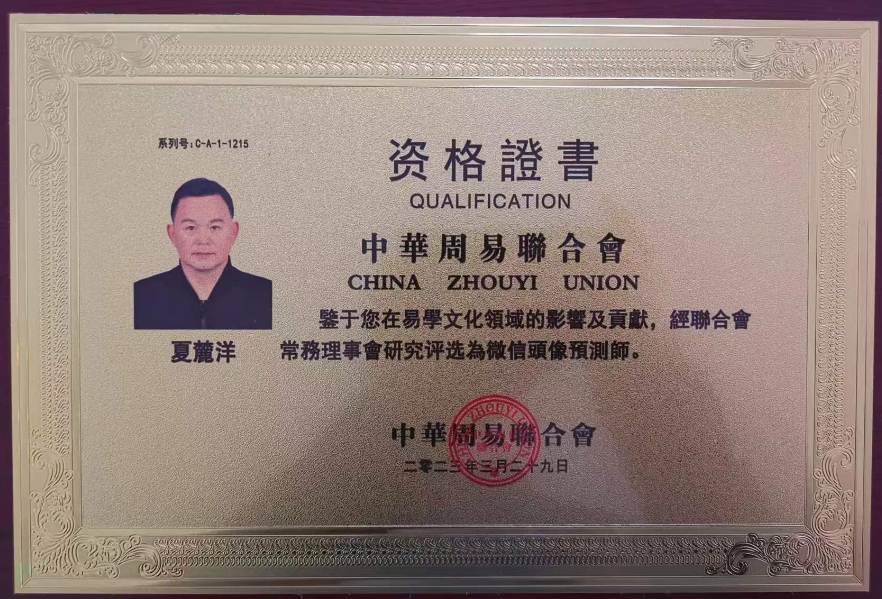 系列号：C-A-1-1215
资格證書
QUALIFICATION
中華周易聯合會
CHINA ZHOUYI UNION
鑒于您在易學文化領域的影響及貢獻，經聯合會
常務理事會研究评选為微信頭像預測師。
夏麓洋
中華周易聯合會
二零二三年三月二十九日